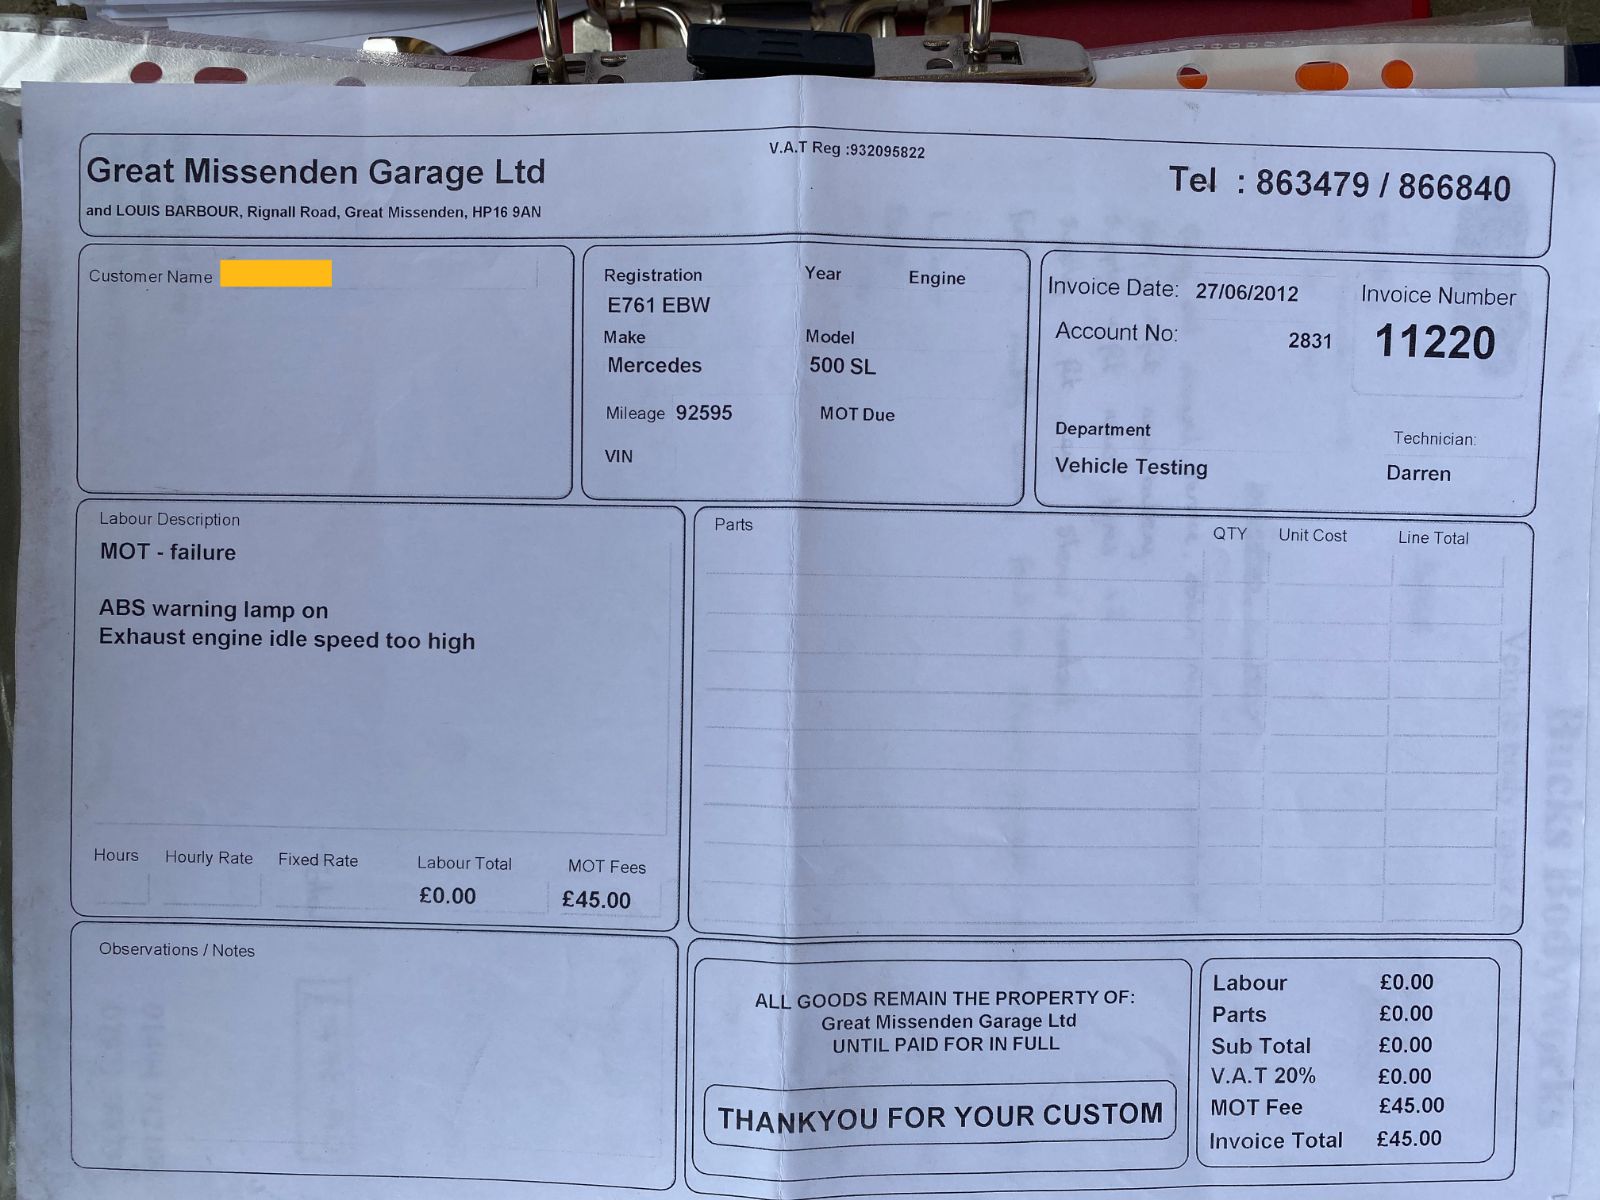 Great Missenden Garage Ltd
and LOUIS BARBOUR, Rignall Road, Great Missenden, HP16 9AN
V.A.T Reg :932095822
Tel : 863479 / 866840
Customer Name
Registration Year Engine
E761 EBW
Make Model
Mercedes 500 SL
Mileage 92595 MOT Due
VIN
Invoice Date: 27/06/2012 Invoice Number
Account No: 2831 11220
Department Technician:
Vehicle Testing Darren
Labour Description
MOT - failure
ABS warning lamp on
Exhaust engine idle speed too high
Hours Hourly Rate Fixed Rate Labour Total MOT Fees
£0.00 £45.00
Parts QTY Unit Cost Line Total
Observations / Notes
ALL GOODS REMAIN THE PROPERTY OF:
Great Missenden Garage Ltd
UNTIL PAID FOR IN FULL
THANKYOU FOR YOUR CUSTOM
Labour £0.00
Parts £0.00
Sub Total £0.00
V.A.T 20% £0.00
MOT Fee £45.00
Invoice Total £45.00